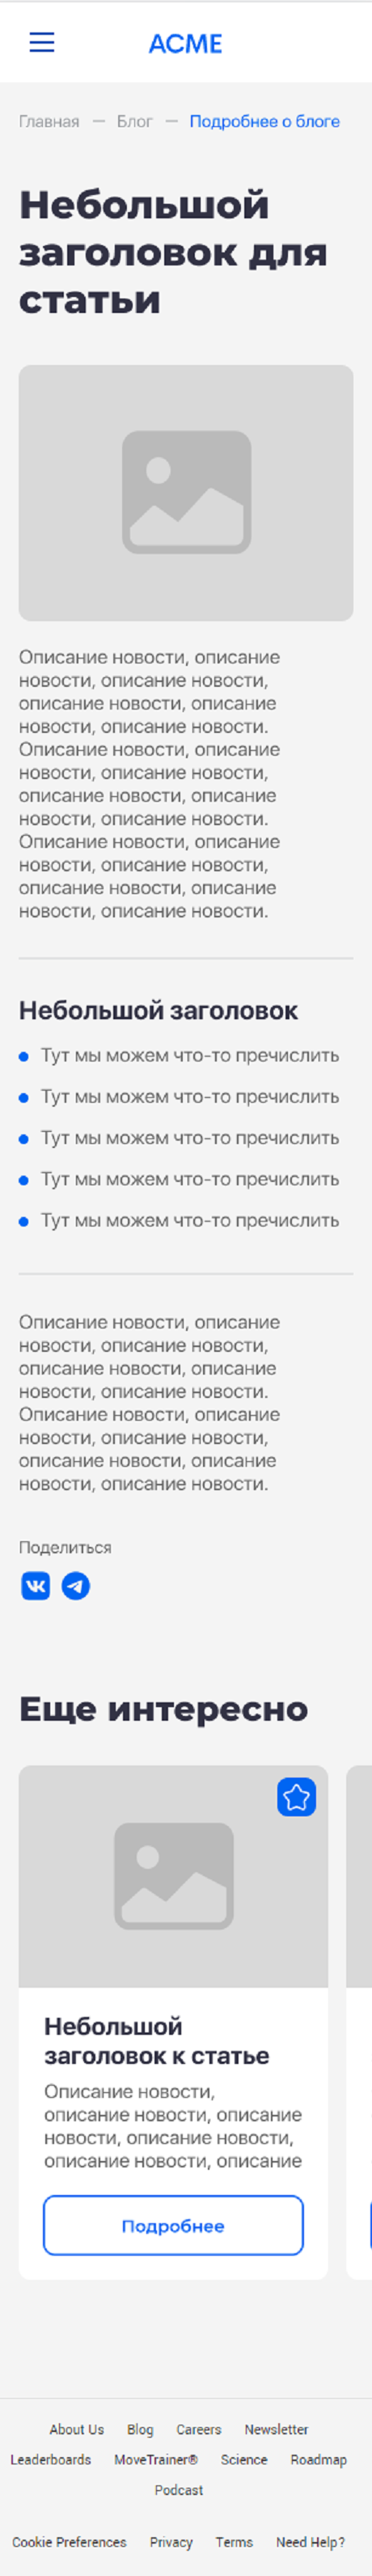 ACME
Главная — Блог — Подробнее о блоге
Небольшой
заголовок для
статьи
Описание новости, описание
новости, описание новости,
описание новости, описание
новости, описание новости.
Описание новости, описание
новости, описание новости,
описание новости, описание
новости, описание новости.
Описание новости, описание
новости, описание новости,
описание новости, описание
новости, описание новости.
Небольшой заголовок
Тут мы можем что-то пречислить
Тут мы можем что-то пречислить
Тут мы можем что-то пречислить
Тут мы можем что-то пречислить
Тут мы можем что-то пречислить
Описание новости, описание
новости, описание новости,
описание новости, описание
новости, описание новости.
Описание новости, описание
новости, описание новости,
описание новости, описание
новости, описание новости.
Поделиться
Еще интересно
Небольшой
заголовок к статье
Описание новости,
описание новости, описание
новости, описание новости,
описание новости, описание
Подробнее
About Us Blog Careers Newsletter
Leaderboards MoveTrainer® Science Roadmap
Podcast
Cookie Preferences Privacy Terms Need Help?